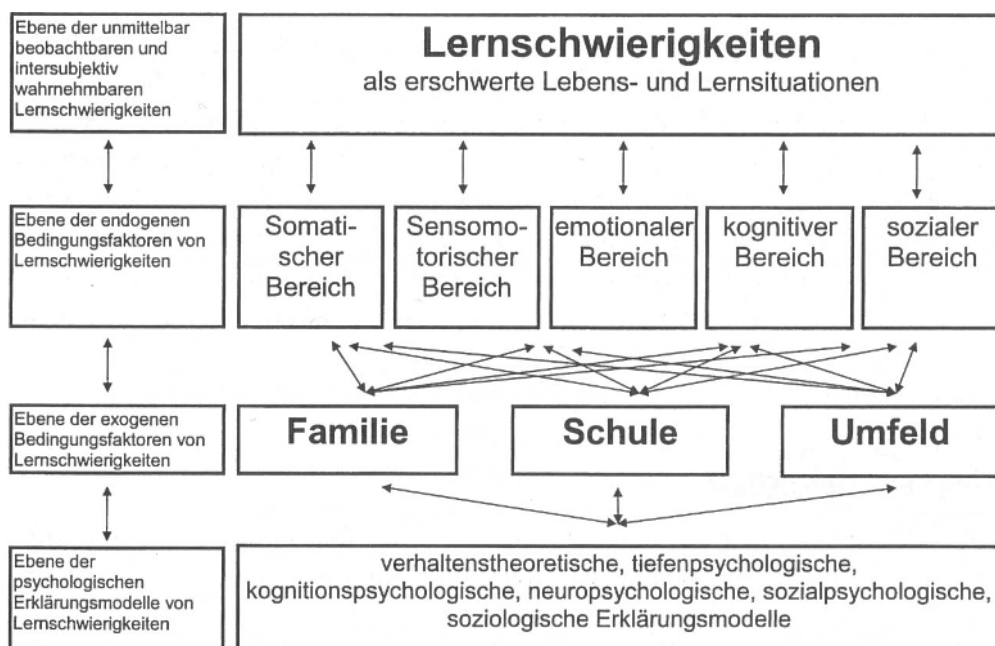 Ebene der unmittelbar
beobachtbaren und
intersubjektiv
wahrnehmbaren
Lernschwierigkeiten
Lernschwierigkeiten
als erschwerte Lebens- und Lernsituationen
Ebene der endogenen
Bedingungsfaktoren von
Lernschwierigkeiten
Somati-
scher
Bereich
Sensomo-
torischer
Bereich
emotionaler
Bereich
kognitiver
Bereich
sozialer
Bereich
Ebene der exogenen
Bedingungsfaktoren von
Lernschwierigkeiten
Familie
Schule
Umfeld
Ebene der
psychologischen
Erklärungsmodelle von
Lernschwierigkeiten
verhaltenstheoretische, tiefenpsychologische,
kognitionspsychologische, neuropsychologische, sozialpsychologische,
soziologische Erklärungsmodelle